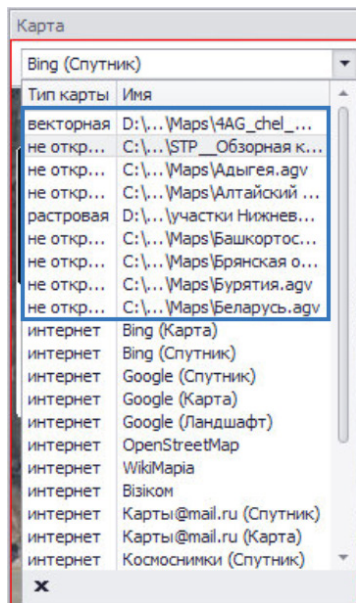 Карта
Bing (Спутник)
Тип карты Имя
векторная D:\...\Maps\4AG_chel_...
не откр... C:\...\STP__Обзорная к...
не откр... C:\...\Maps\Адыгея.agv
не откр... C:\...\Maps\Алтайский ...
растровая D:\...\участки Нижнев...
не откр... C:\...\Maps\Башкортос...
не откр... C:\...\Maps\Брянская о...
не откр... C:\...\Maps\Бурятия.agv
не откр... C:\...\Maps\Беларусь.agv
интернет Bing (Карта)
интернет Bing (Спутник)
интернет Google (Спутник)
интернет Google (Карта)
интернет Google (Ландшафт)
интернет OpenStreetMap
интернет WikiMapia
интернет Візіком
интернет Карты@mail.ru (Спутник)
интернет Карты@mail.ru (Карта)
интернет Космоснимки (Спутник)